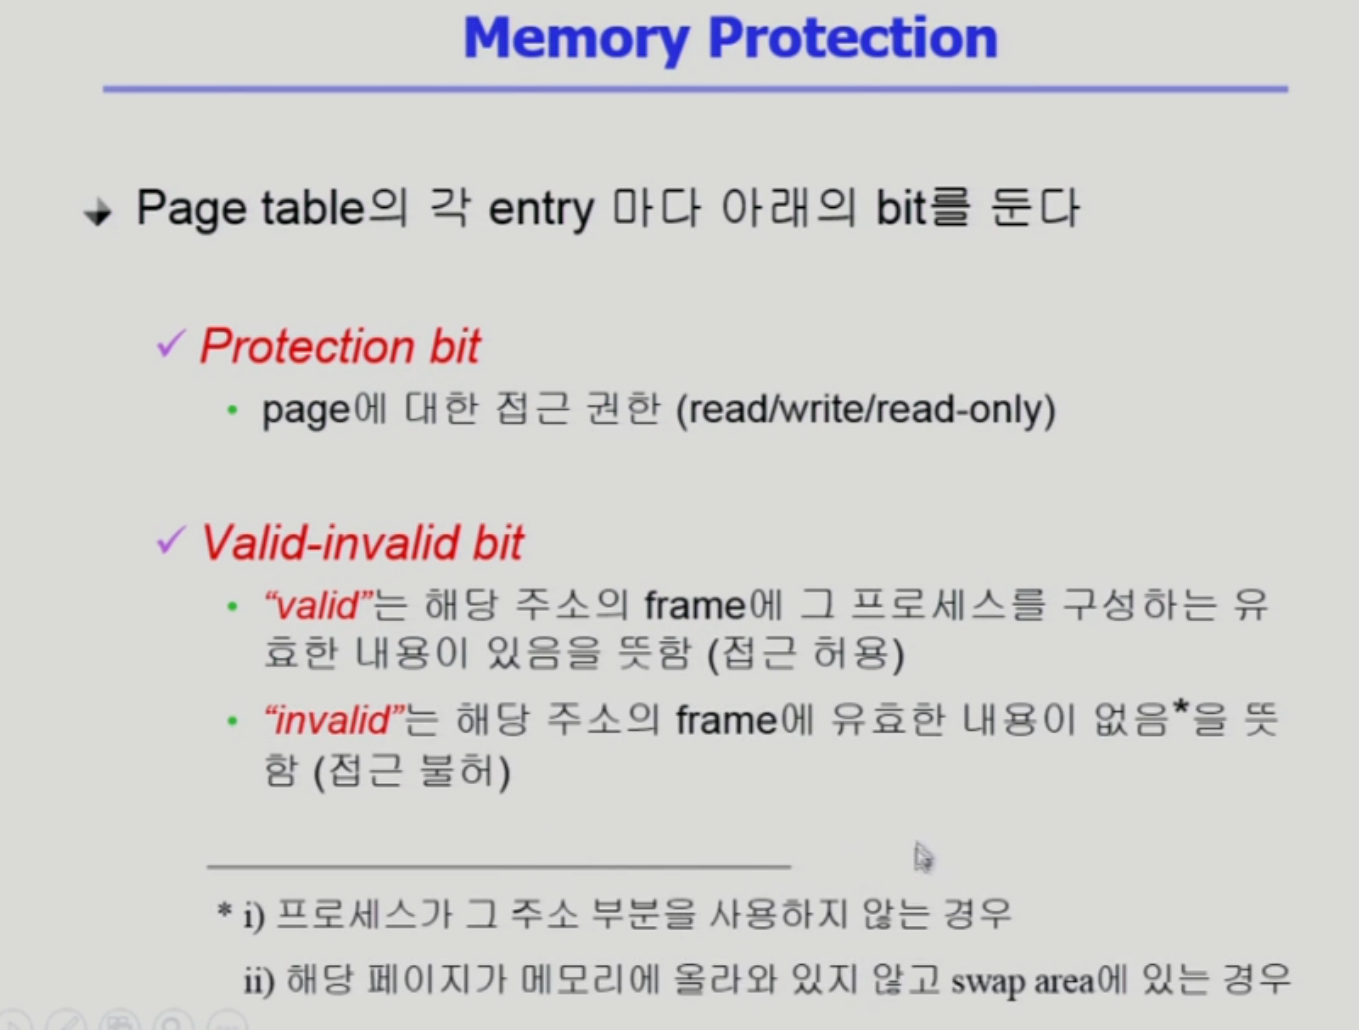 Memory Protection
Page table의 각 entry 마다 아래의 bit를 둔다
✓ Protection bit
• page에 대한 접근 권한 (read/write/read-only)
✓ Valid-invalid bit
• “valid”는 해당 주소의 frame에 그 프로세스를 구성하는 유
효한 내용이 있음을 뜻함 (접근 허용)
• “invalid”는 해당 주소의 frame에 유효한 내용이 없음*을 뜻
함 (접근 불허)
* i) 프로세스가 그 주소 부분을 사용하지 않는 경우
ii) 해당 페이지가 메모리에 올라와 있지 않고 swap area에 있는 경우